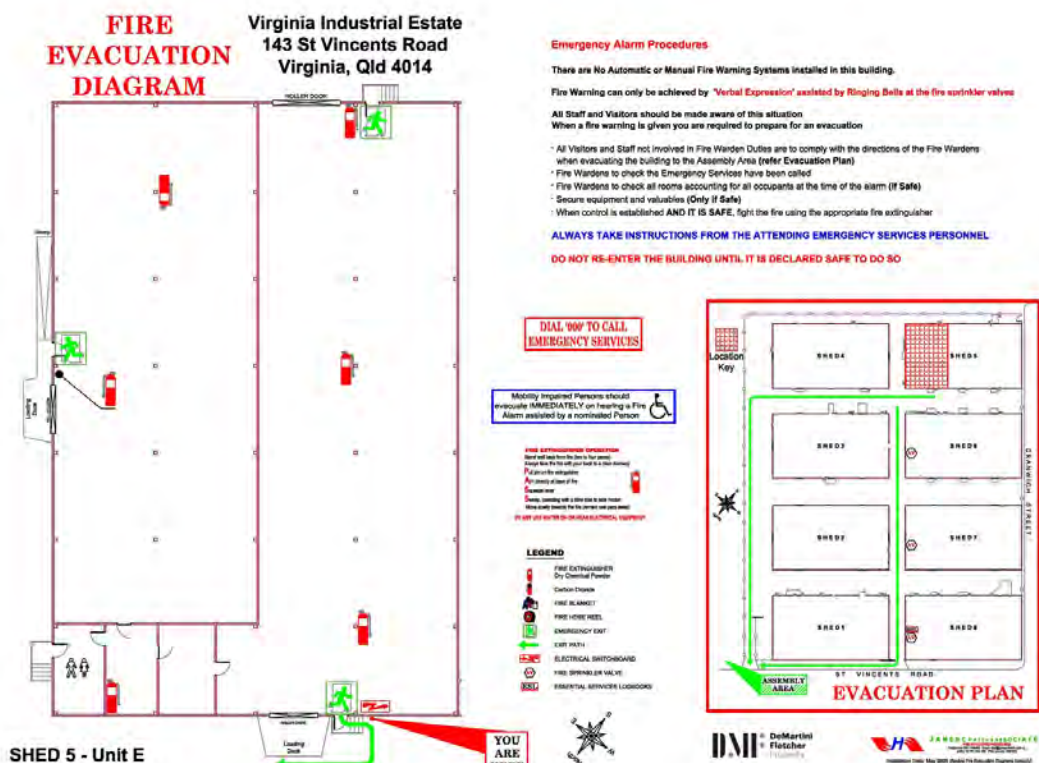 FIRE
EVACUATION
DIAGRAM
Virginia Industrial Estate
143 St Vincents Road
Virginia, Qld 4014
ROLLER DOOR
Loading
Dock
Loading
Dock
SHED 5 - Unit E
YOU
ARE
Emergency Alarm Procedures
There are No Automatic or Manual Fire Warning Systems installed in this building.
Fire Warning can only be achieved by 'Verbal Expression' assisted by Ringing Bells at the fire sprinkler valves
All Staff and Visitors should be made aware of this situation
When a fire warning is given you are required to prepare for an evacuation
· All Visitors and Staff not involved in Fire Warden Duties are to comply with the directions of the Fire Wardens
when evacuating the building to the Assembly Area (refer Evacuation Plan)
· Fire Wardens to check the Emergency Services have been called
· Fire Wardens to check all rooms accounting for all occupants at the time of the alarm (If Safe)
· Secure equipment and valuables (Only If Safe)
· When control is established AND IT IS SAFE, fight the fire using the appropriate fire extinguisher
ALWAYS TAKE INSTRUCTIONS FROM THE ATTENDING EMERGENCY SERVICES PERSONNEL
DO NOT RE-ENTER THE BUILDING UNTIL IT IS DECLARED SAFE TO DO SO
DIAL '000' TO CALL
EMERGENCY SERVICES
Mobility Impaired Persons should
evacuate IMMEDIATELY on hearing a Fire
Alarm assisted by a nominated Person
FIRE EXTINGUISHER OPERATION
LEGEND
FIRE EXTINGUISHER
Dry Chemical Powder
Carbon Dioxide
FIRE BLANKET
FIRE HOSE REEL
EMERGENCY EXIT
EXIT PATH
ELECTRICAL SWITCHBOARD
FIRE SPRINKLER VALVE
ESSENTIAL SERVICES LOGBOOKS
Location
Key
SHED4
SHED5
SHED3
SHED6
SHED2
SHED7
SHED1
SHED8
STREET
ST VINCENTS ROAD
ASSEMBLY
AREA
EVACUATION PLAN
DMF
DeMartini
Fletcher